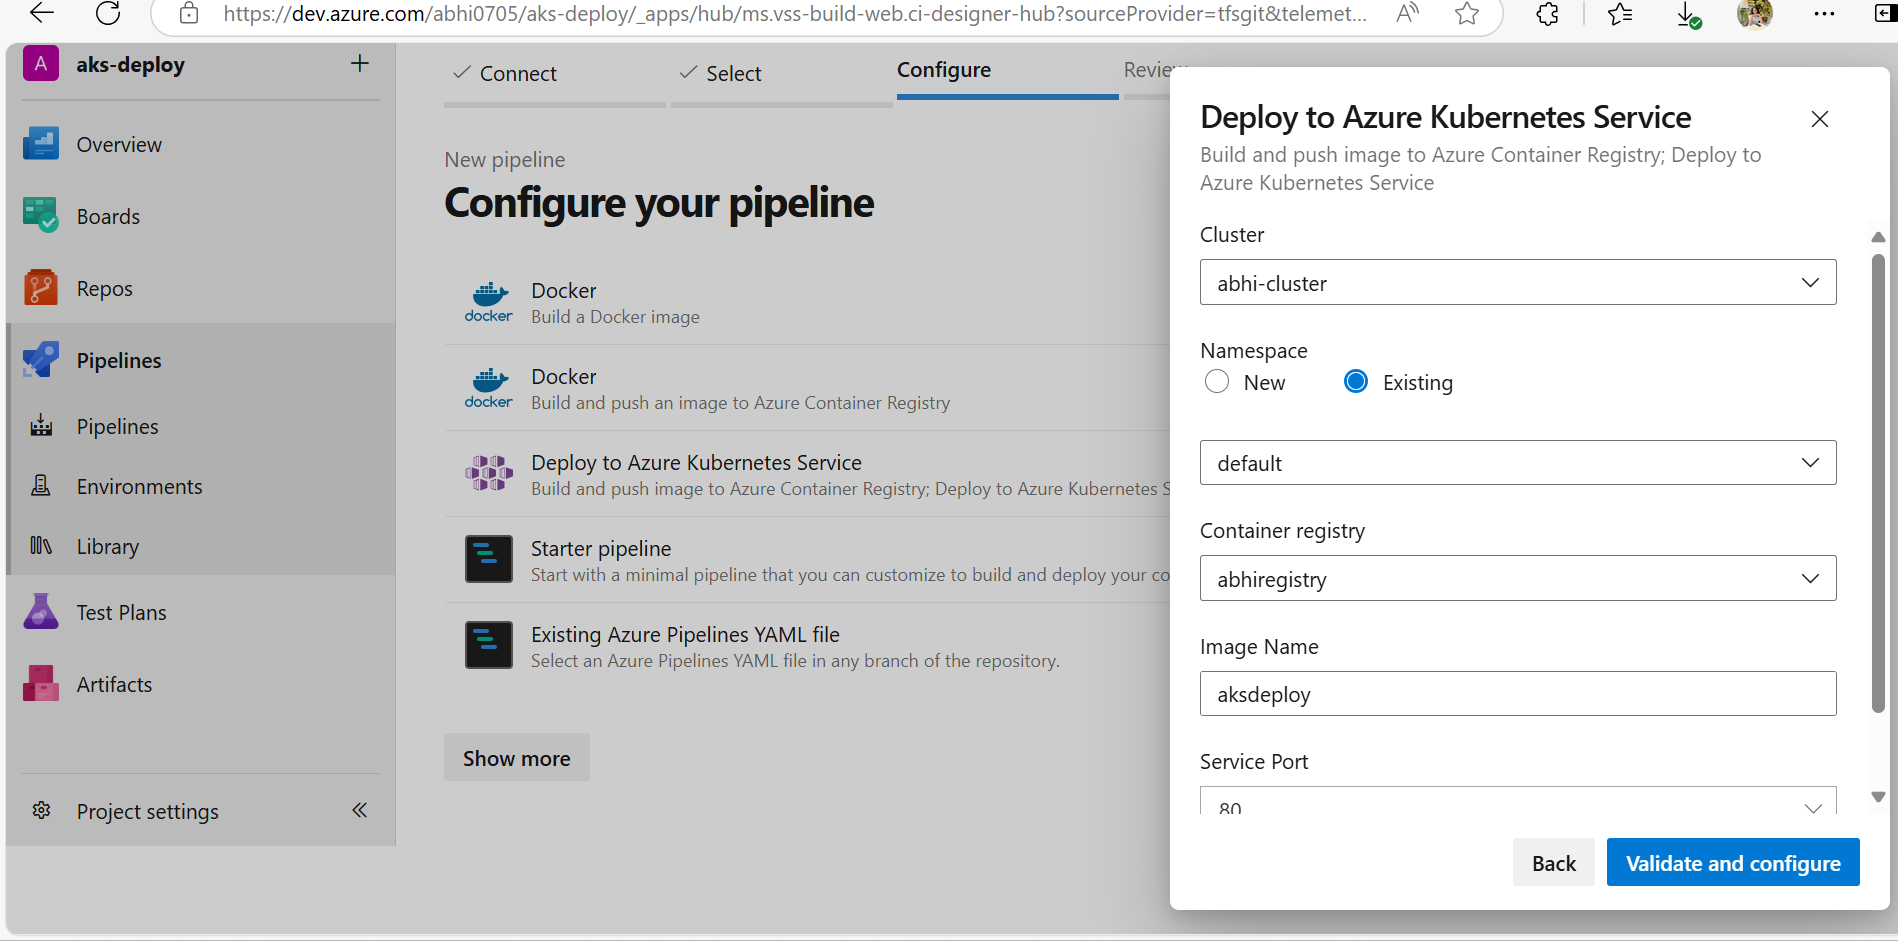 https://dev.azure.com/abhi0705/aks-deploy/_apps/hub/ms.vss-build-web.ci-designer-hub?sourceProvider=tfsgit&telemet...
A
aks-deploy
Overview
Boards
Repos
Pipelines
Pipelines
Environments
Library
Test Plans
Artifacts
Project settings
Connect
Select
Configure
Review
New pipeline
Configure your pipeline
docker
Docker
Build a Docker image
docker
Docker
Build and push an image to Azure Container Registry
Deploy to Azure Kubernetes Service
Build and push image to Azure Container Registry; Deploy to Azure Kubernetes S
Starter pipeline
Start with a minimal pipeline that you can customize to build and deploy your co
Existing Azure Pipelines YAML file
Select an Azure Pipelines YAML file in any branch of the repository.
Show more
Deploy to Azure Kubernetes Service
Build and push image to Azure Container Registry; Deploy to
Azure Kubernetes Service
Cluster
abhi-cluster
Namespace
New
Existing
default
Container registry
abhiregistry
Image Name
aksdeploy
Service Port
80
Back
Validate and configure